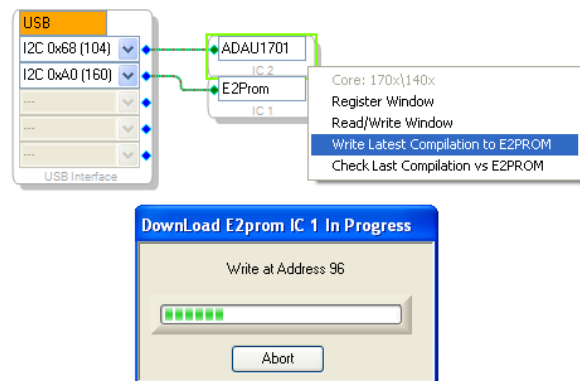 USB
I2C 0x68 (104)
I2C 0xA0 (160)
---
---
---
USB Interface
ADAU1701
IC 2
E2Prom
IC 1
Core: 170x\140x
Register Window
Read/Write Window
Write Latest Compilation to E2PROM
Check Last Compilation vs E2PROM
DownLoad E2prom IC 1 In Progress
Write at Address 96
Abort